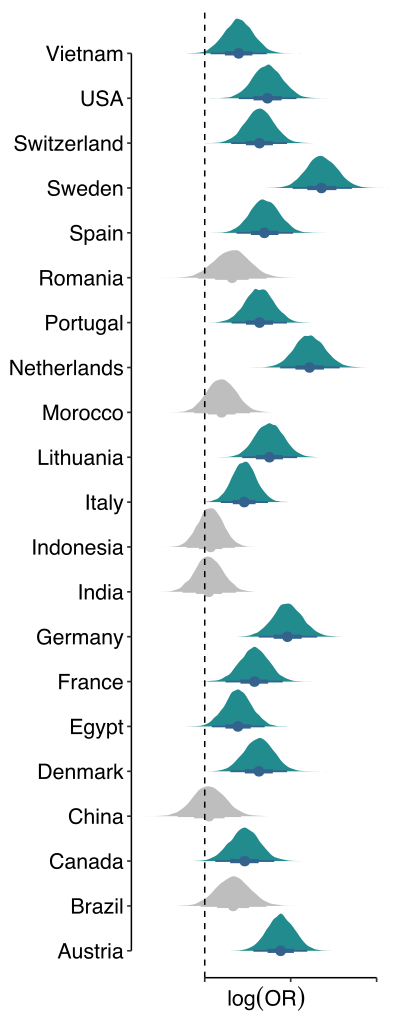 Vietnam
USA
Switzerland
Sweden
Spain
Romania
Portugal
Netherlands
Morocco
Lithuania
Italy
Indonesia
India
Germany
France
Egypt
Denmark
China
Canada
Brazil
Austria
log(OR)